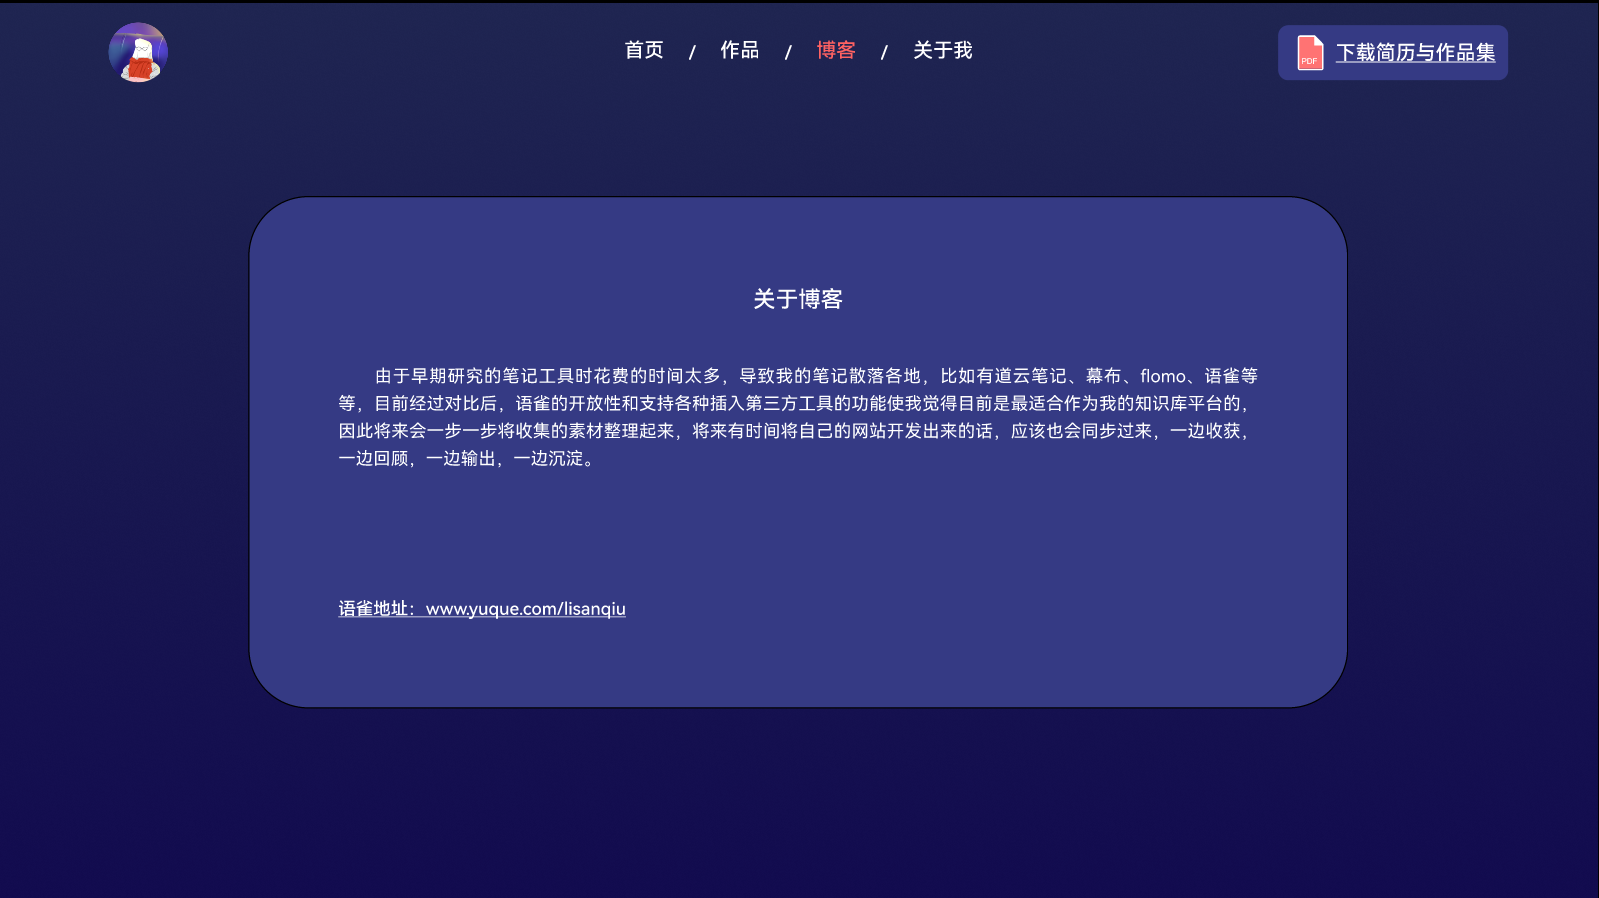 首页 / 作品 / 博客 / 关于我
PDF 下载简历与作品集
关于博客
由于早期研究的笔记工具时花费的时间太多，导致我的笔记散落各地，比如有道云笔记、幕布、flomo、语雀等
等，目前经过对比后，语雀的开放性和支持各种插入第三方工具的功能使我觉得目前是最适合作为我的知识库平台的，
因此将来会一步一步将收集的素材整理起来，将来有时间将自己的网站开发出来的话，应该也会同步过来，一边收获，
一边回顾，一边输出，一边沉淀。
语雀地址：www.yuque.com/lisanqiu